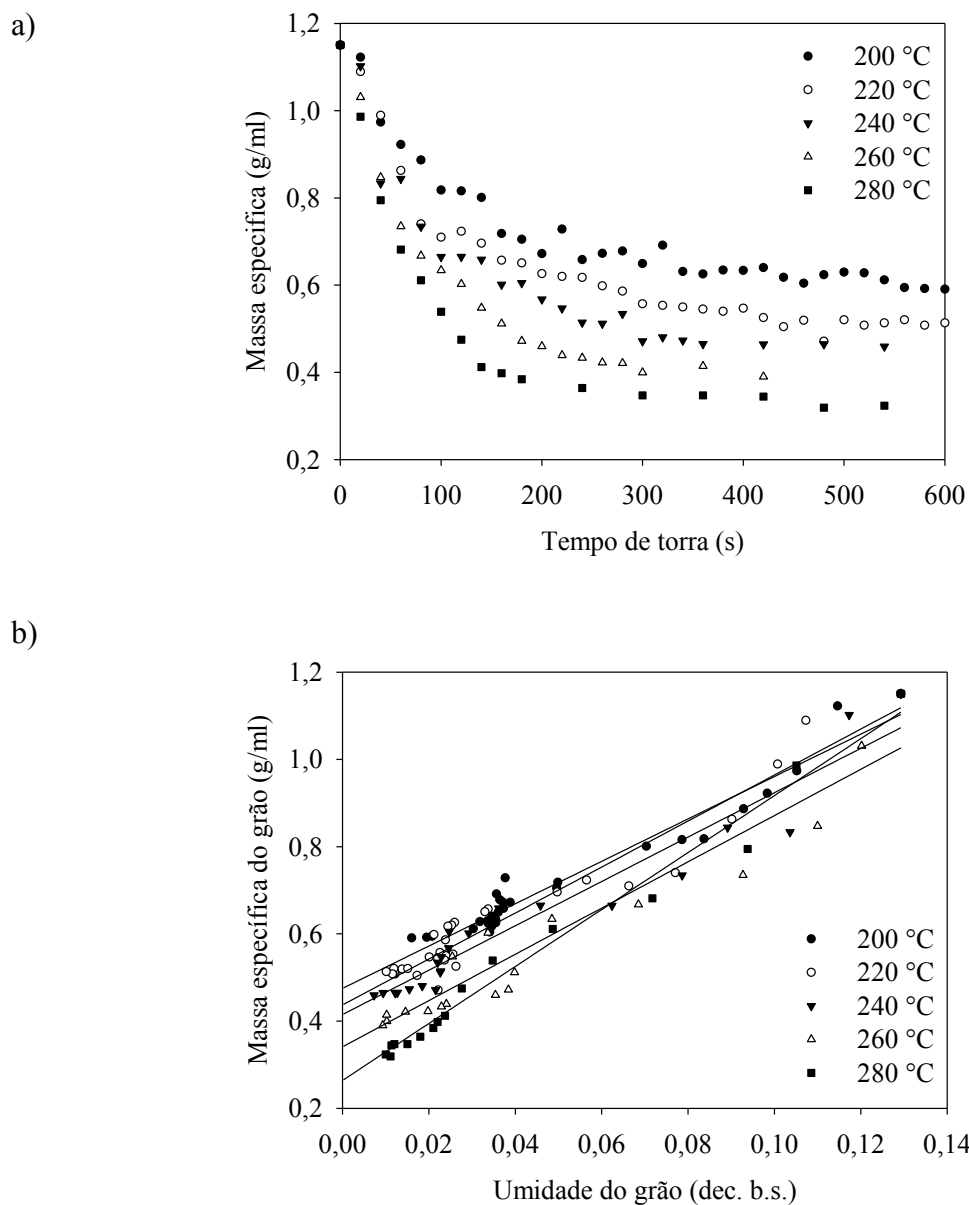 a)
1,2
1,0
0,8
0,6
0,4
0,2
Massa específica (g/ml)
200 °C
220 °C
240 °C
260 °C
280 °C
0 100 200 300 400 500 600
Tempo de torra (s)
b)
1,2
1,0
0,8
0,6
0,4
0,2
Massa específica do grão (g/ml)
200 °C
220 °C
240 °C
260 °C
280 °C
0,00 0,02 0,04 0,06 0,08 0,10 0,12 0,14
Umidade do grão (dec. b.s.)